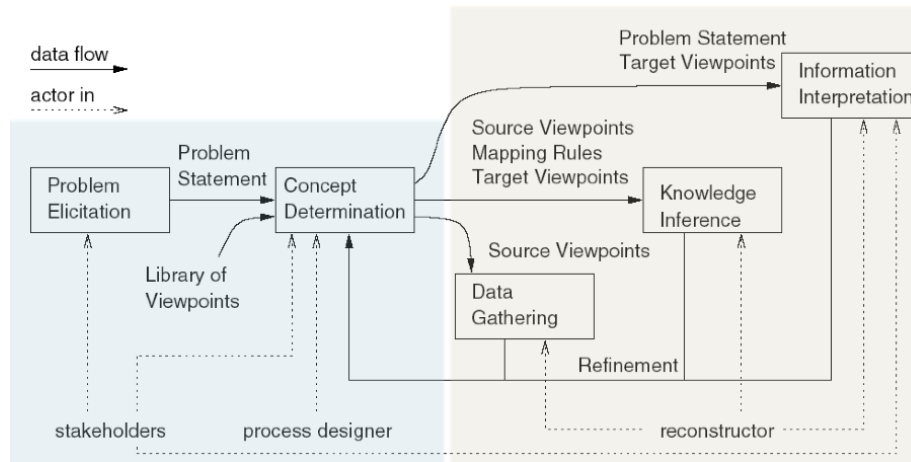 data flow
actor in
Problem Statement
Target Viewpoints
Information
Interpretation
Problem
Statement
Source Viewpoints
Mapping Rules
Target Viewpoints
Problem
Elicitation
Concept
Determination
Knowledge
Inference
Library of
Viewpoints
Source Viewpoints
Data
Gathering
Refinement
stakeholders
process designer
reconstructor